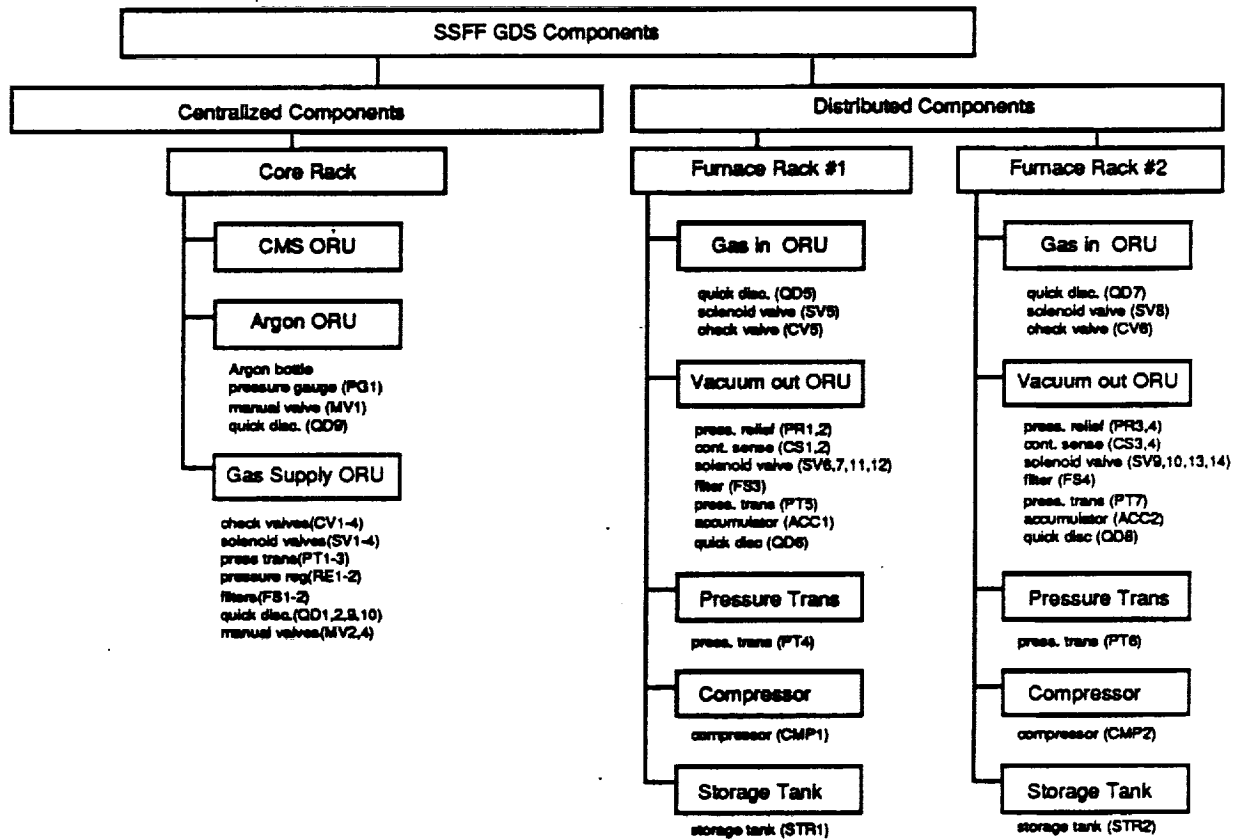 SSFF GDS Components
Centralized Components
Distributed Components
Core Rack
Furnace Rack #1
Furnace Rack #2
CMS ORU
Argon ORU
Argon bottle
pressure gauge (PG1)
manual valve (MV1)
quick disc. (QD9)
Gas Supply ORU
check valves(CV1-4)
solenoid valves(SV1-4)
press trans(PT1-3)
pressure reg(RE1-2)
filters(FS1-2)
quick disc.(QD1,2,9,10)
manual valves(MV2,4)
Gas in ORU
quick disc. (QD5)
solenoid valve (SV5)
check valve (CV5)
Vacuum out ORU
press. relief (PR1,2)
cont. sense (CS1,2)
solenoid valve (SV6,7,11,12)
filter (FS3)
press. trans (PT5)
accumulator (ACC1)
quick disc (QD6)
Pressure Trans
press. trans (PT4)
Compressor
compressor (CMP1)
Storage Tank
storage tank (STR1)
Gas in ORU
quick disc. (QD7)
solenoid valve (SV8)
check valve (CV6)
Vacuum out ORU
press. relief (PR3,4)
cont. sense (CS3,4)
solenoid valve (SV9,10,13,14)
filter (FS4)
press. trans (PT7)
accumulator (ACC2)
quick disc (QD8)
Pressure Trans
press. trans (PT6)
Compressor
compressor (CMP2)
Storage Tank
storage tank (STR2)